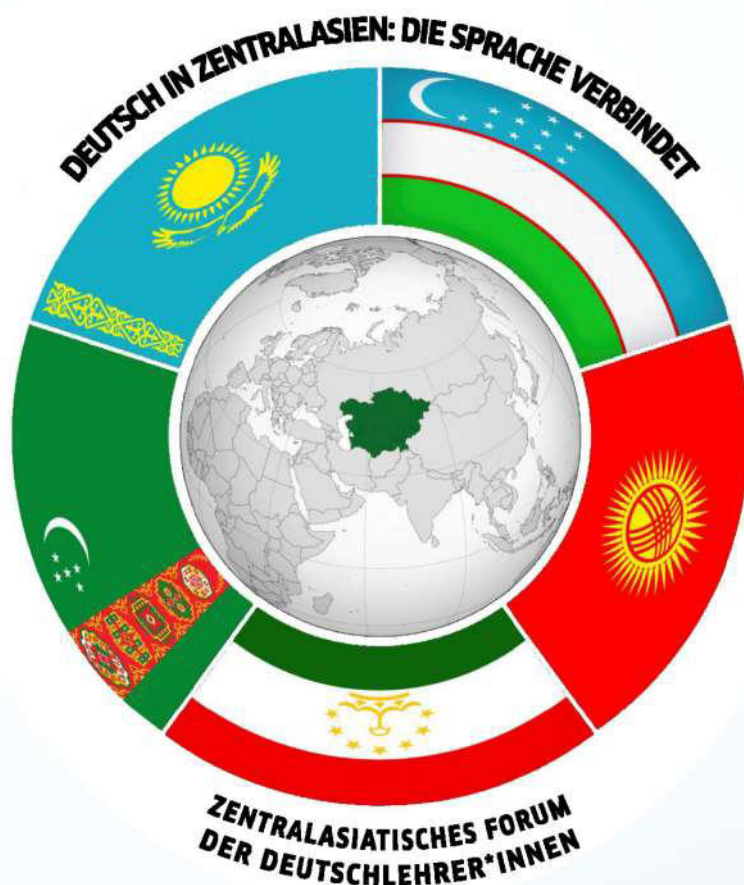 DEUTSCH IN ZENTRALASIEN: DIE SPRACHE VERBINDET
ZENTRALASIATISCHES FORUM
DER DEUTSCHLEHRER*INNEN